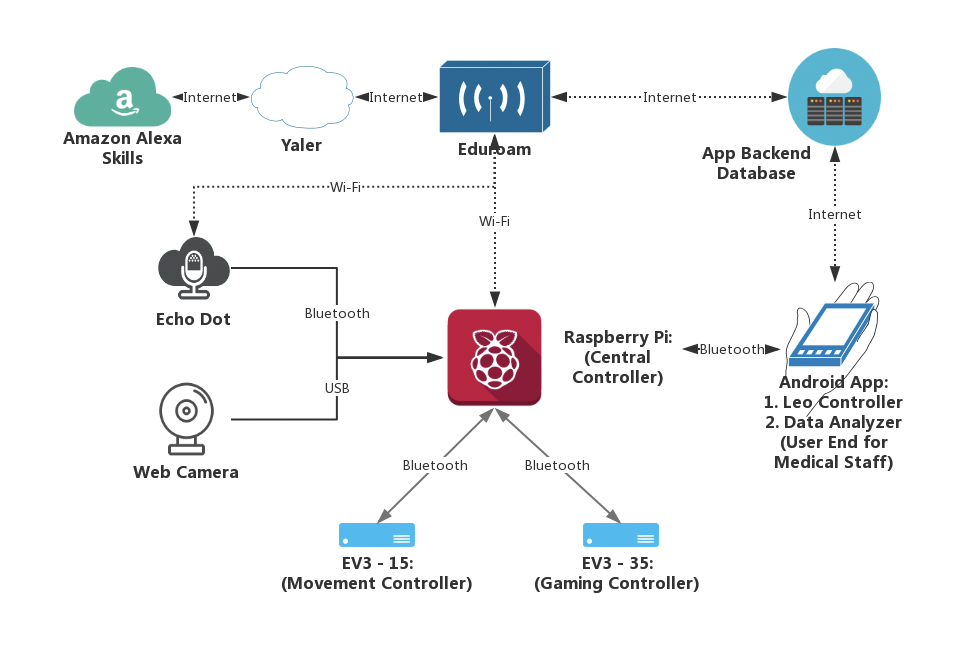 a
Internet
Internet
Internet
Amazon Alexa
Skills
Yaler
Eduroam
App Backend
Database
Wi-Fi
Wi-Fi
Internet
Echo Dot
Bluetooth
Raspberry Pi:
(Central
Controller)
Bluetooth
USB
Web Camera
Android App:
1. Leo Controller
2. Data Analyzer
(User End for
Medical Staff)
Bluetooth
Bluetooth
EV3 - 15:
(Movement Controller)
EV3 - 35:
(Gaming Controller)